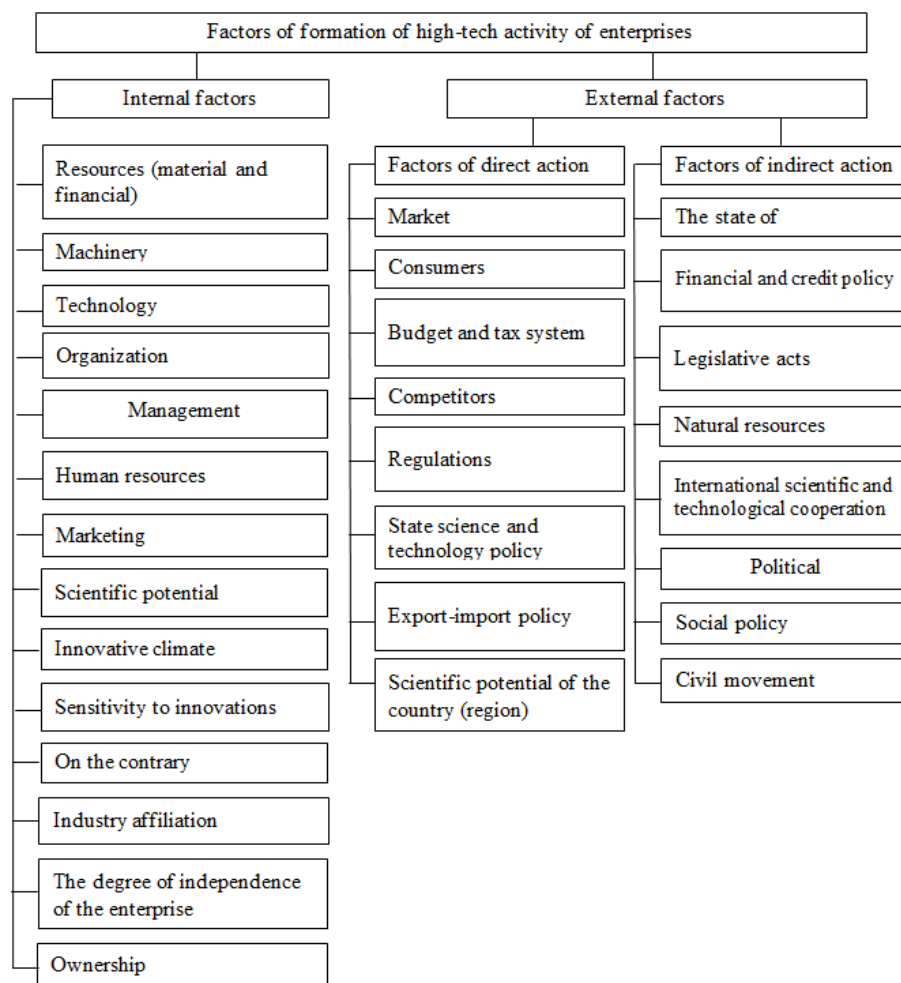 Factors of formation of high-tech activity of enterprises
Internal factors
External factors
Resources (material and
financial)
Machinery
Technology
Organization
Management
Human resources
Marketing
Scientific potential
Innovative climate
Sensitivity to innovations
On the contrary
Industry affiliation
The degree of independence
of the enterprise
Ownership
Factors of direct action
Market
Consumers
Budget and tax system
Competitors
Regulations
State science and
technology policy
Export-import policy
Scientific potential of the
country (region)
Factors of indirect action
The state of
Financial and credit policy
Legislative acts
Natural resources
International scientific and
technological cooperation
Political
Social policy
Civil movement